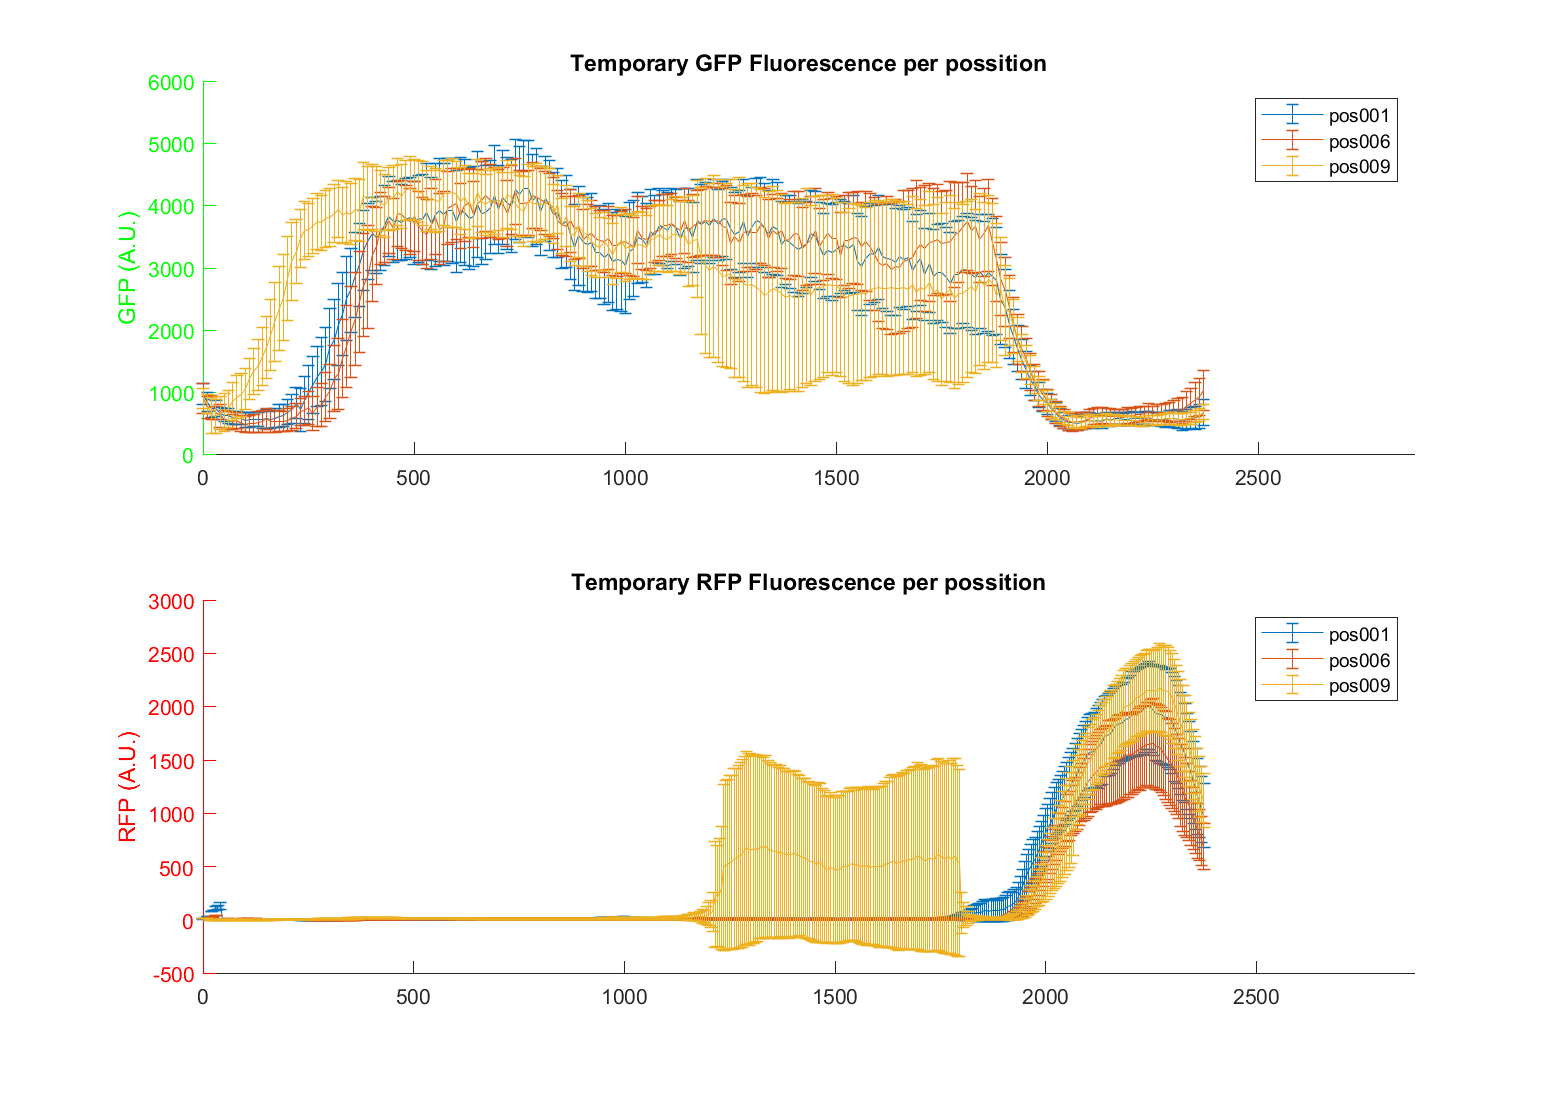 Temporary GFP Fluorescence per possition
GFP (A.U.)
6000
5000
4000
3000
2000
1000
0
0 500 1000 1500 2000 2500
pos001
pos006
pos009
Temporary RFP Fluorescence per possition
RFP (A.U.)
3000
2500
2000
1500
1000
500
0
-500
0 500 1000 1500 2000 2500
pos001
pos006
pos009